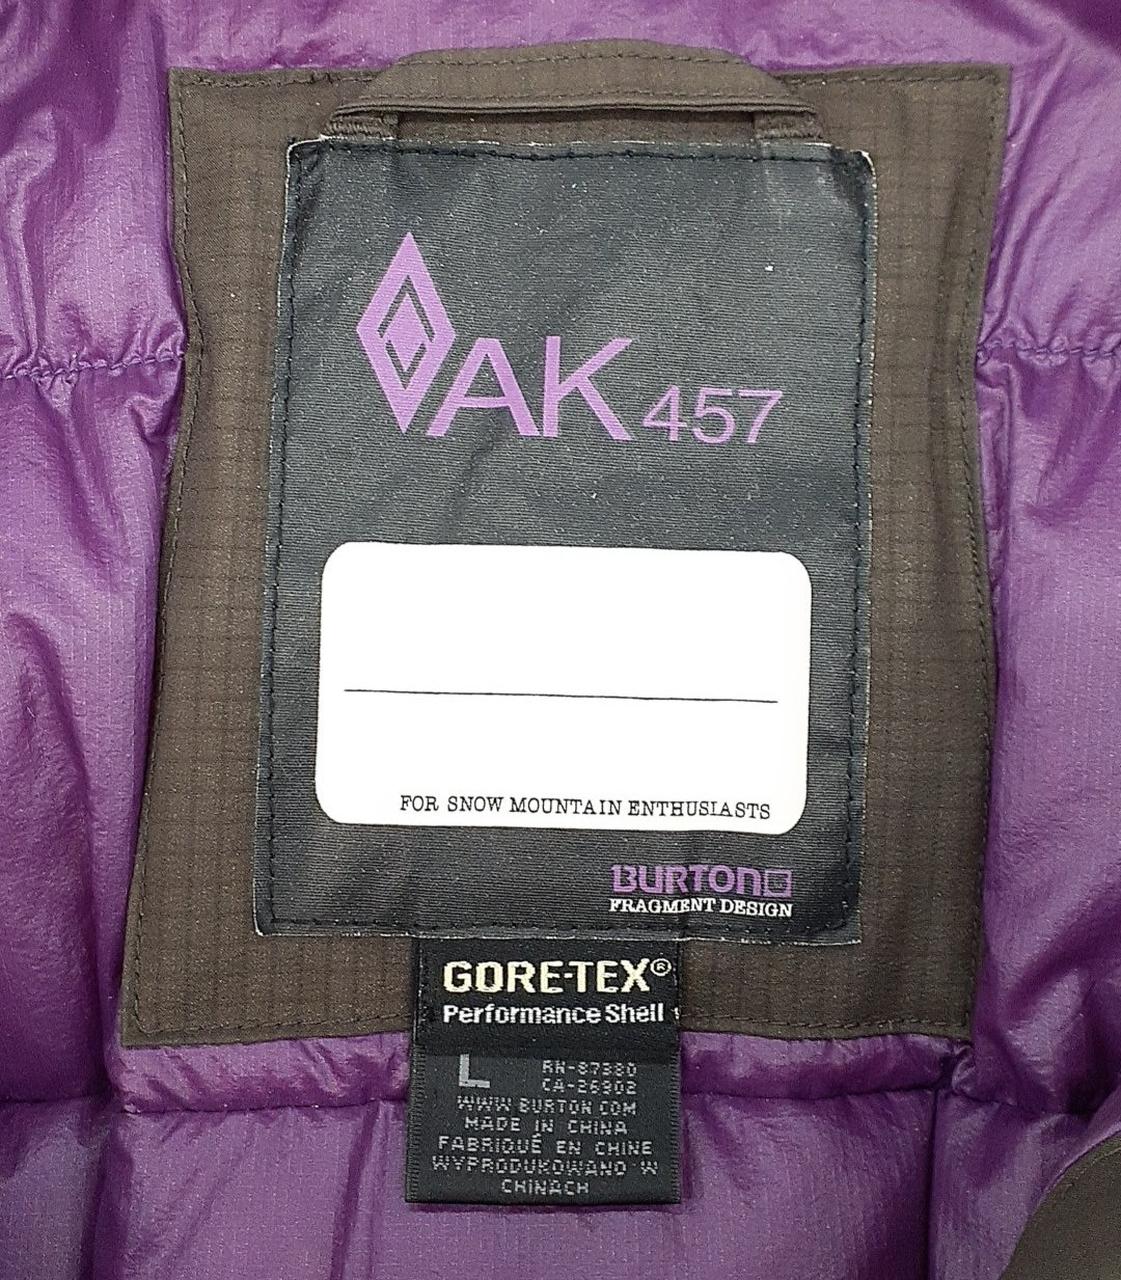 AK 457
FOR SNOW MOUNTAIN ENTHUSIASTS
BURTON
FRAGMENT DESIGN
GORE-TEX®
Performance Shell
L
RN-87380
CA-26902
WWW BURTON COM
MADE IN CHINA
FABRIQUÉ EN CHINE
WYPRODUKOWANO W
CHINACH